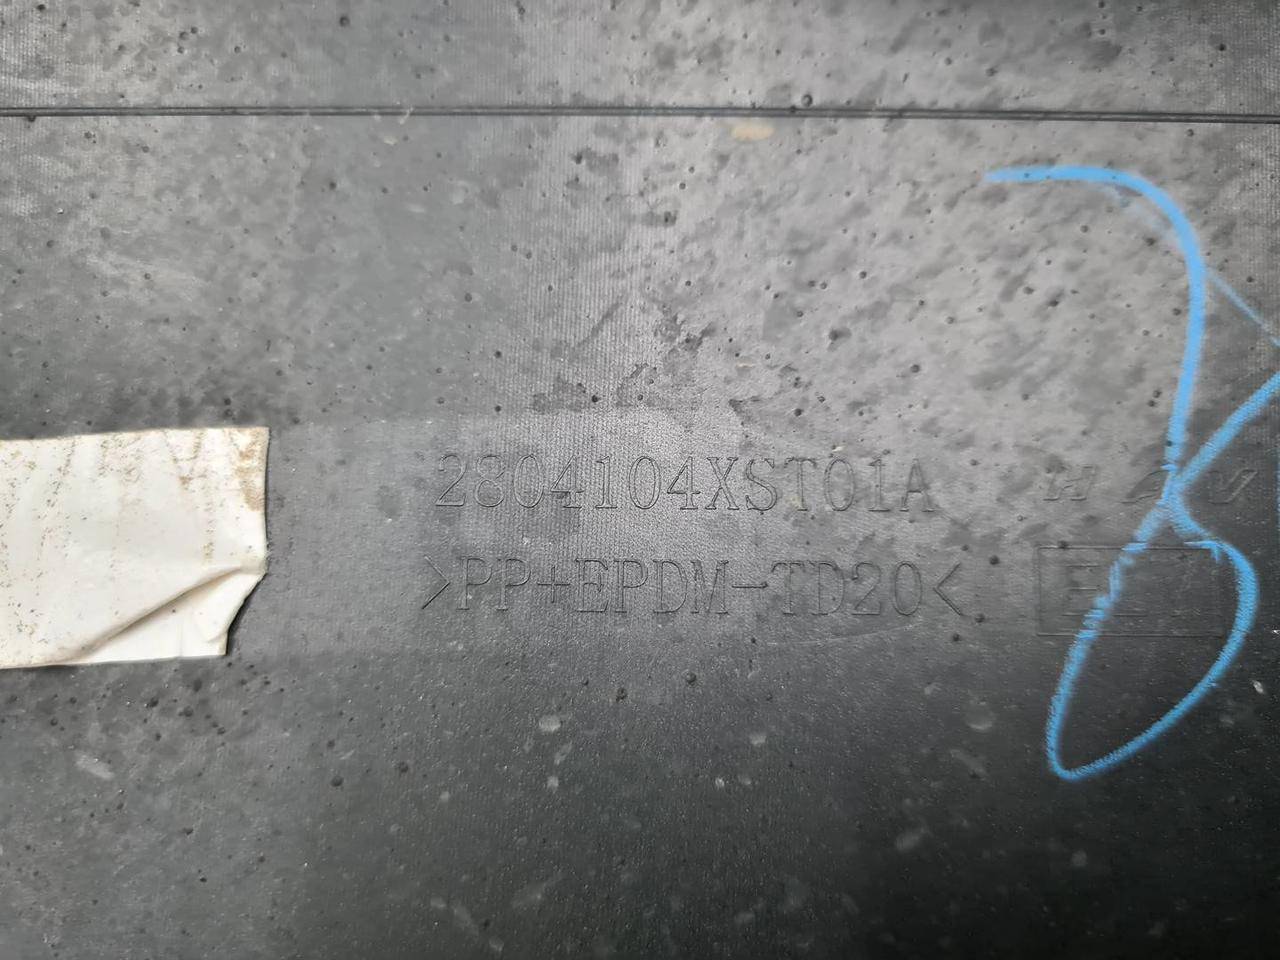 2804104XST01A
>PP+EPDM-TD20<
H A V
E